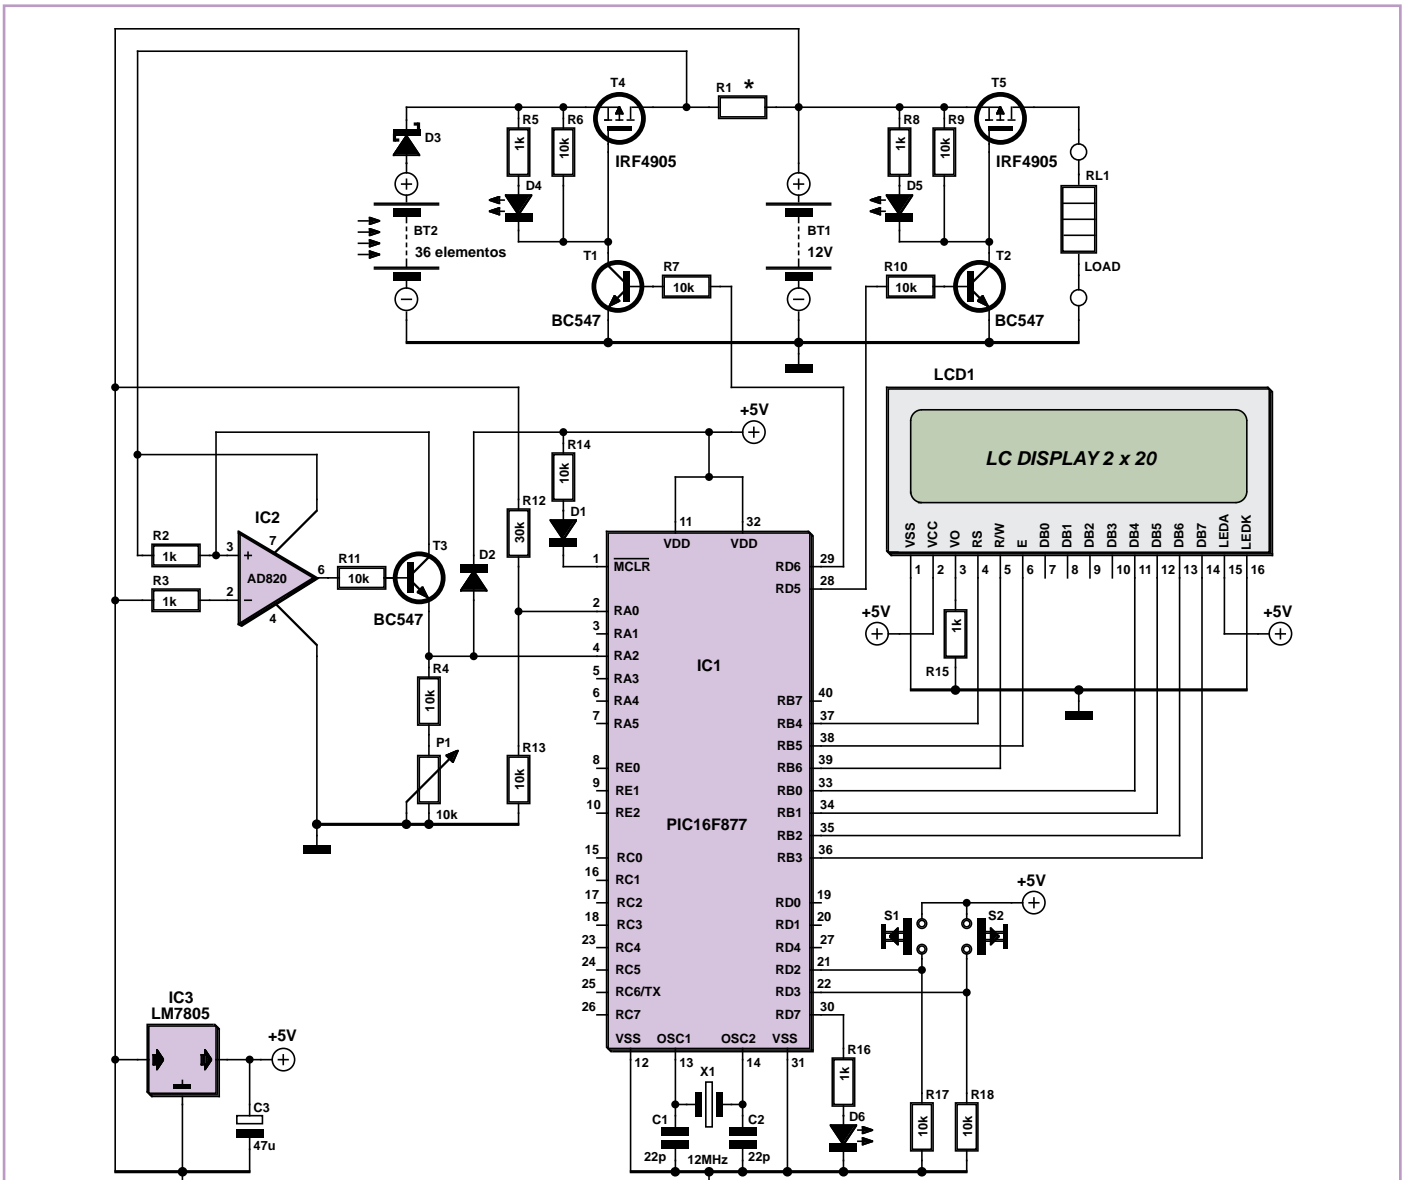 T4
R1 *
T5
R5
1k
R6
10k
R8
1k
R9
10k
D3
IRF4905
IRF4905
D4
D5
RL1
BT2
36 elementos
BT1
12V
T1
R7
10k
R10
10k
T2
LOAD
BC547
BC547
LCD1
LC DISPLAY 2 x 20
VSS VCC VO RS R/W E DB0 DB1 DB2 DB3 DB4 DB5 DB6 DB7 LEDA LEDK
1 2 3 4 5 6 7 8 9 10 11 12 13 14 15 16
+5V
+5V
1k
R15
+5V
R14
10k
D1
R12
30k
D2
IC2
R2
1k
R3
1k
3 +
2 −
7
AD820
6
4
R11
10k
T3
BC547
R4
10k
P1
10k
R13
10k
11 32
VDD VDD
1 MCLR
2 RA0
3 RA1
4 RA2
5 RA3
6 RA4
7 RA5
8 RE0
9 RE1
10 RE2
15 RC0
16 RC1
17 RC2
18 RC3
23 RC4
24 RC5
25 RC6/TX
26 RC7
IC1
PIC16F877
RD6 29
RD5 28
RB7 40
RB4 37
RB5 38
RB6 39
RB0 33
RB1 34
RB2 35
RB3 36
RD0 19
RD1 20
RD4 27
RD2 21
RD3 22
RD7 30
VSS OSC1 OSC2 VSS
12 13 14 31
X1
C1
22p
12MHz
C2
22p
R16
1k
D6
+5V
S1
S2
R17
10k
R18
10k
IC3
LM7805
+5V
C3
47u